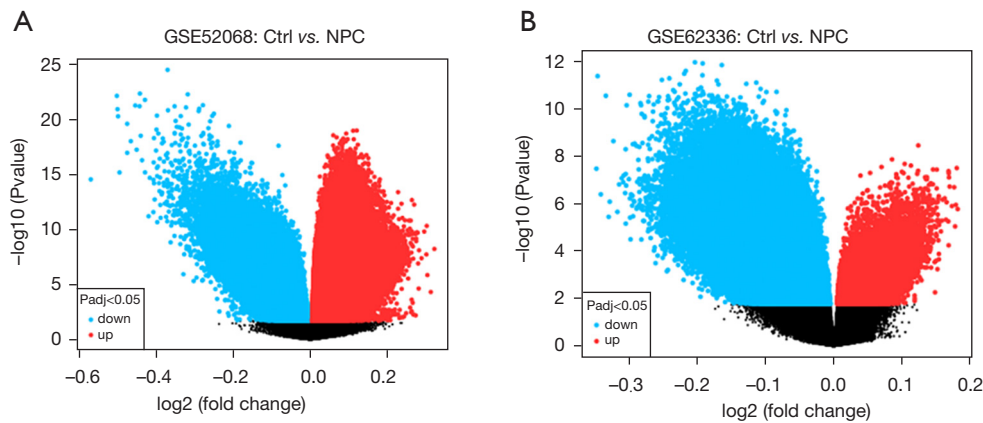 A
GSE52068: Ctrl vs. NPC
25
20
15
10
5
0
−log10 (Pvalue)
Padj<0.05
down
up
−0.6 −0.4 −0.2 0.0 0.2
log2 (fold change)
B
GSE62336: Ctrl vs. NPC
12
10
8
6
4
2
0
−log10 (Pvalue)
Padj<0.05
down
up
−0.3 −0.2 −0.1 0.0 0.1 0.2
log2 (fold change)